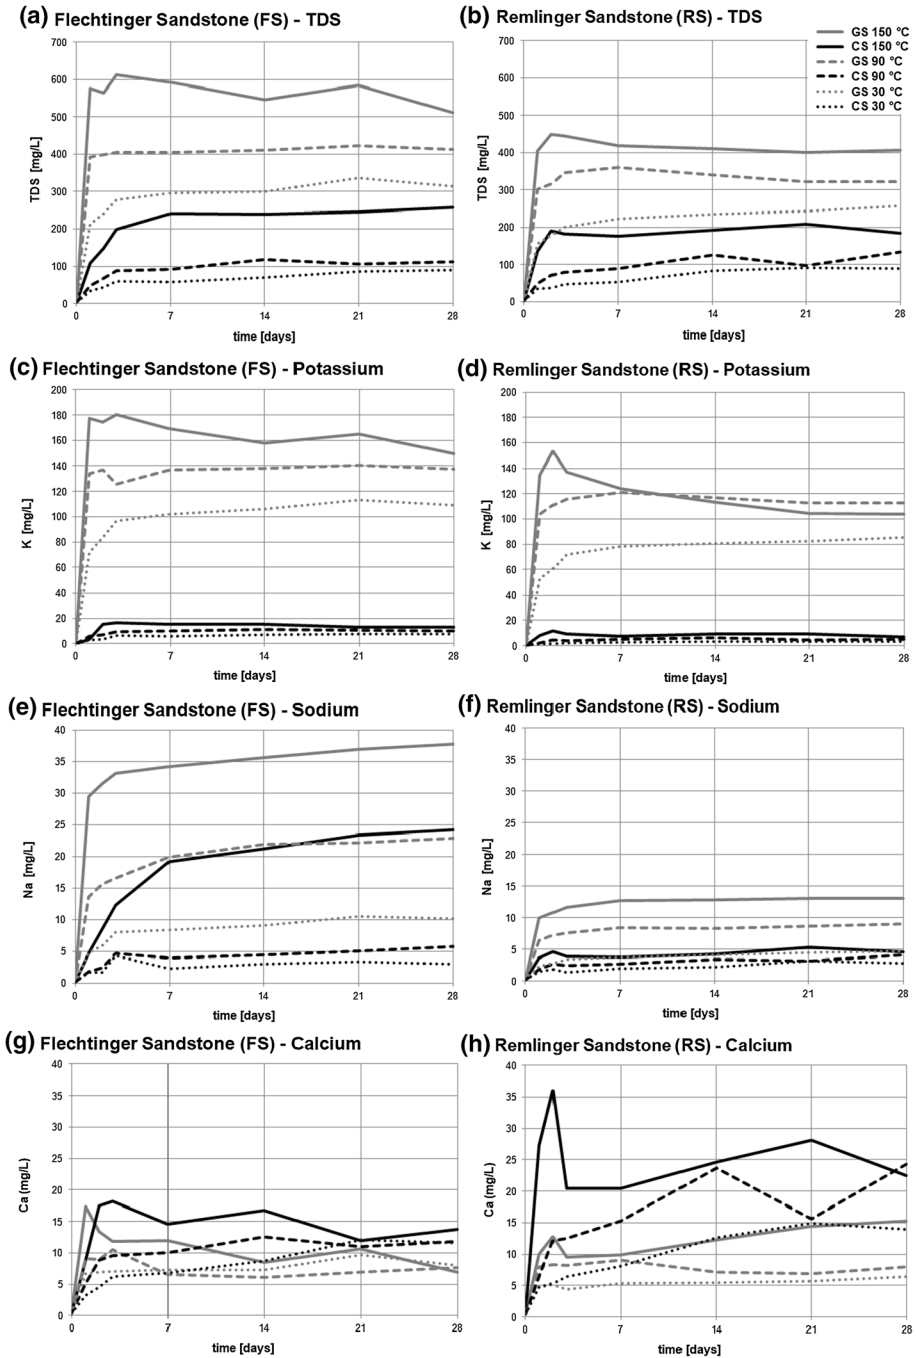 (a) Flechtinger Sandstone (FS) - TDS
700
600
500
400
300
200
100
0
TDS [mg/L]
0 7 14 21 28
time [days]
(b) Remlinger Sandstone (RS) - TDS
GS 150 °C
CS 150 °C
GS 90 °C
CS 90 °C
GS 30 °C
CS 30 °C
700
600
500
400
300
200
100
0
TDS [mg/L]
0 7 14 21 28
time [days]
(c) Flechtinger Sandstone (FS) - Potassium
200
180
160
140
120
100
80
60
40
20
0
K [mg/L]
0 7 14 21 28
time [days]
(d) Remlinger Sandstone (RS) - Potassium
200
180
160
140
120
100
80
60
40
20
0
K [mg/L]
0 7 14 21 28
time [days]
(e) Flechtinger Sandstone (FS) - Sodium
40
35
30
25
20
15
10
5
0
Na [mg/L]
0 7 14 21 28
time [days]
(f) Remlinger Sandstone (RS) - Sodium
40
35
30
25
20
15
10
5
0
Na [mg/L]
0 7 14 21 28
time [dys]
(g) Flechtinger Sandstone (FS) - Calcium
40
35
30
25
20
15
10
5
0
Ca (mg/L)
0 7 14 21 28
time [days]
(h) Remlinger Sandstone (RS) - Calcium
40
35
30
25
20
15
10
5
0
Ca (mg/L)
0 7 14 21 28
time [days]